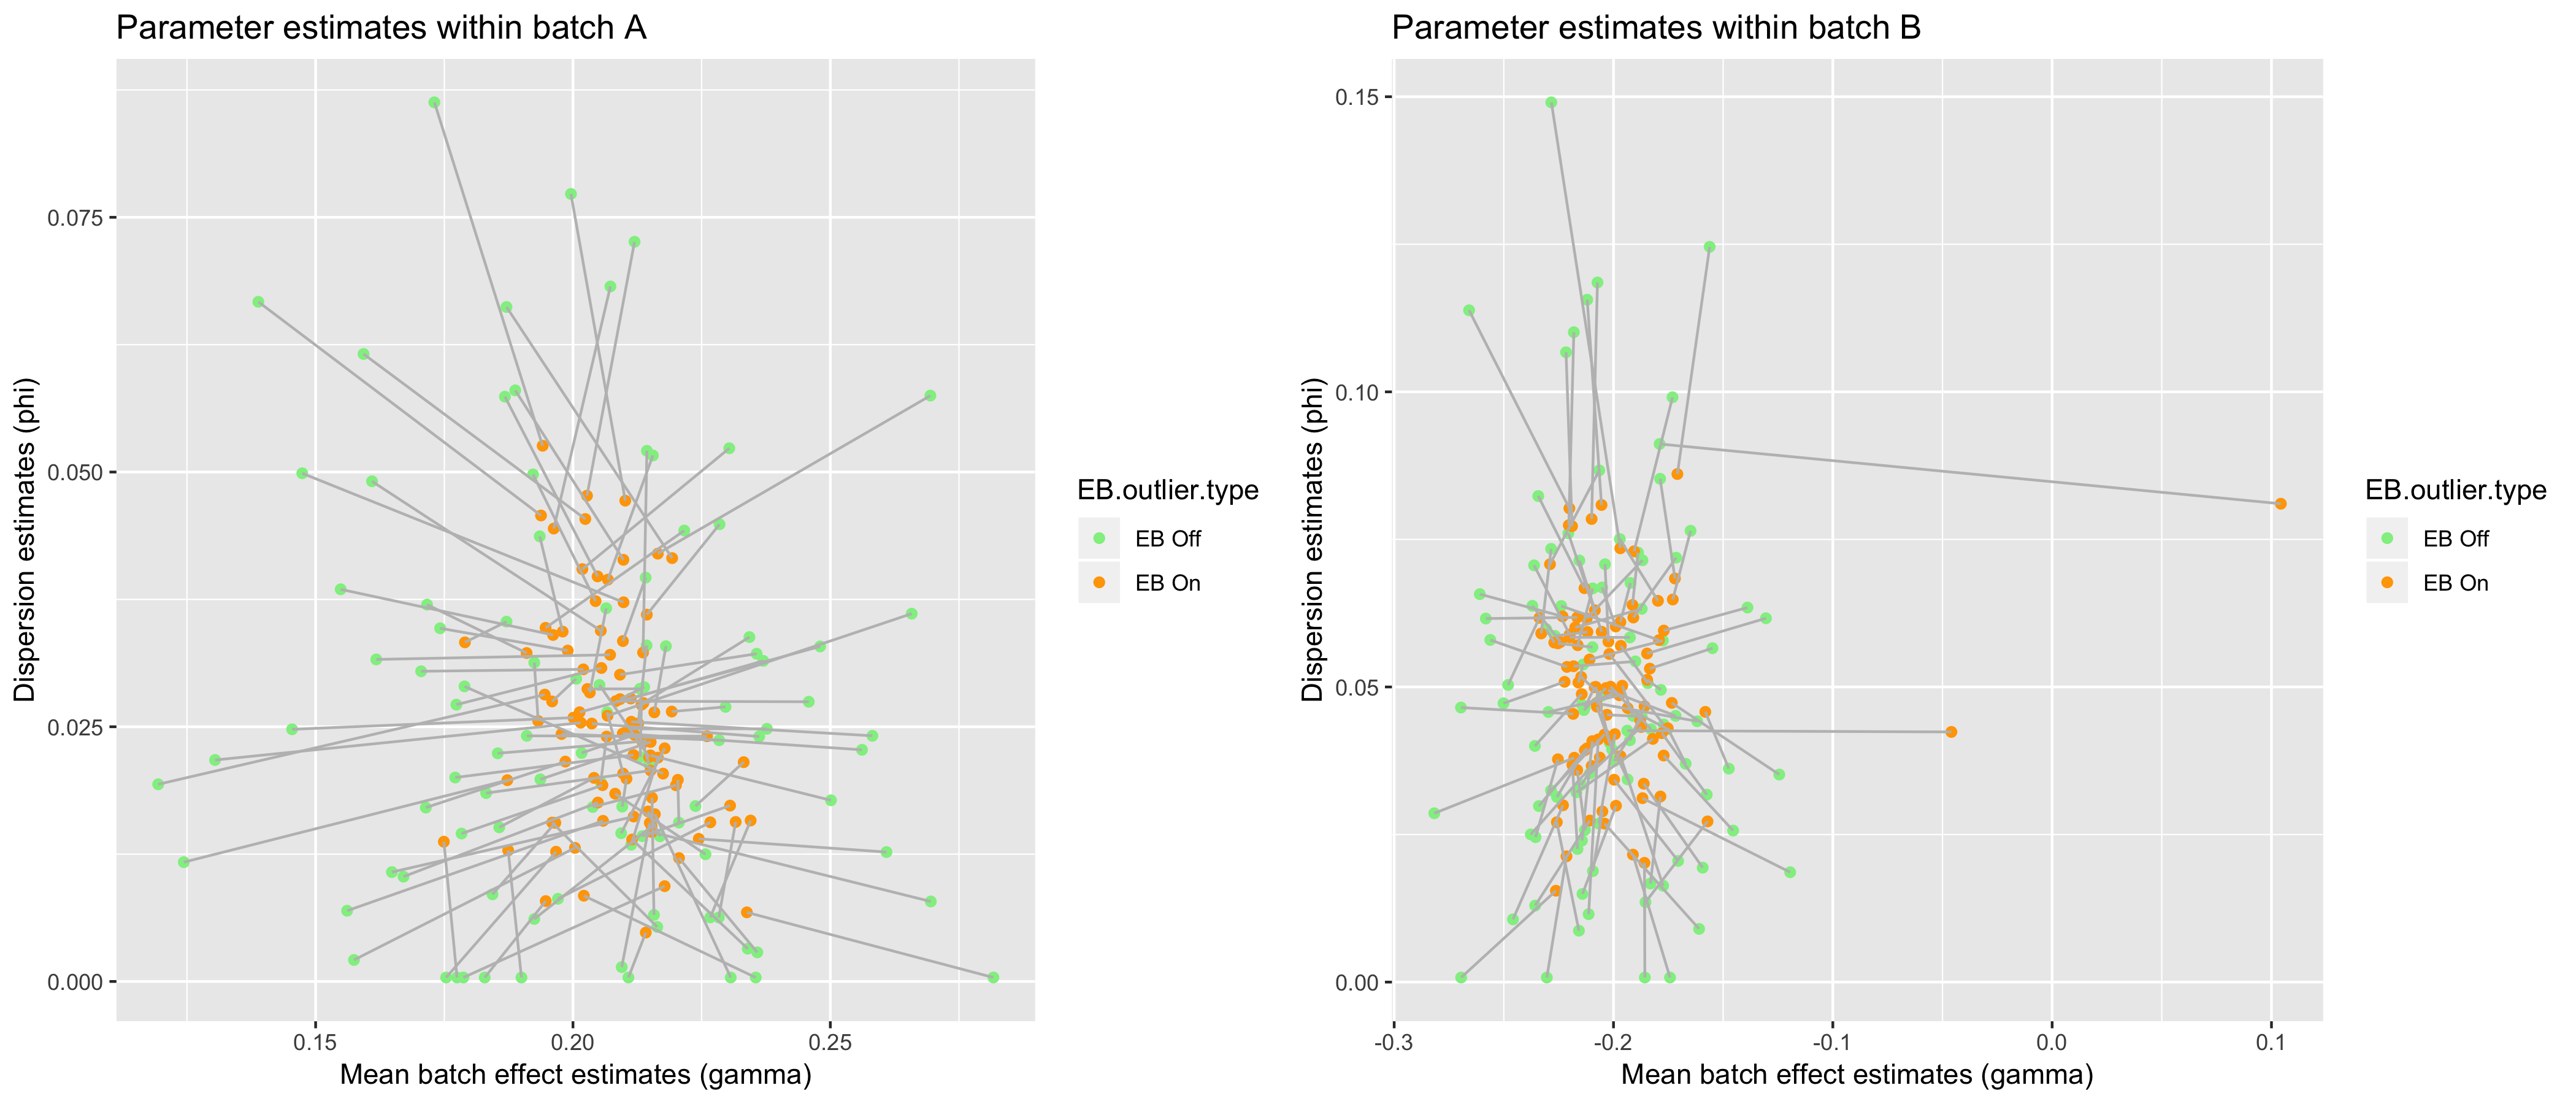 Parameter estimates within batch A
Dispersion estimates (phi)
0.075
0.050
0.025
0.000
0.15
0.20
0.25
Mean batch effect estimates (gamma)
EB.outlier.type
EB Off
EB On
Parameter estimates within batch B
Dispersion estimates (phi)
0.15
0.10
0.05
0.00
-0.3
-0.2
-0.1
0.0
0.1
Mean batch effect estimates (gamma)
EB.outlier.type
EB Off
EB On